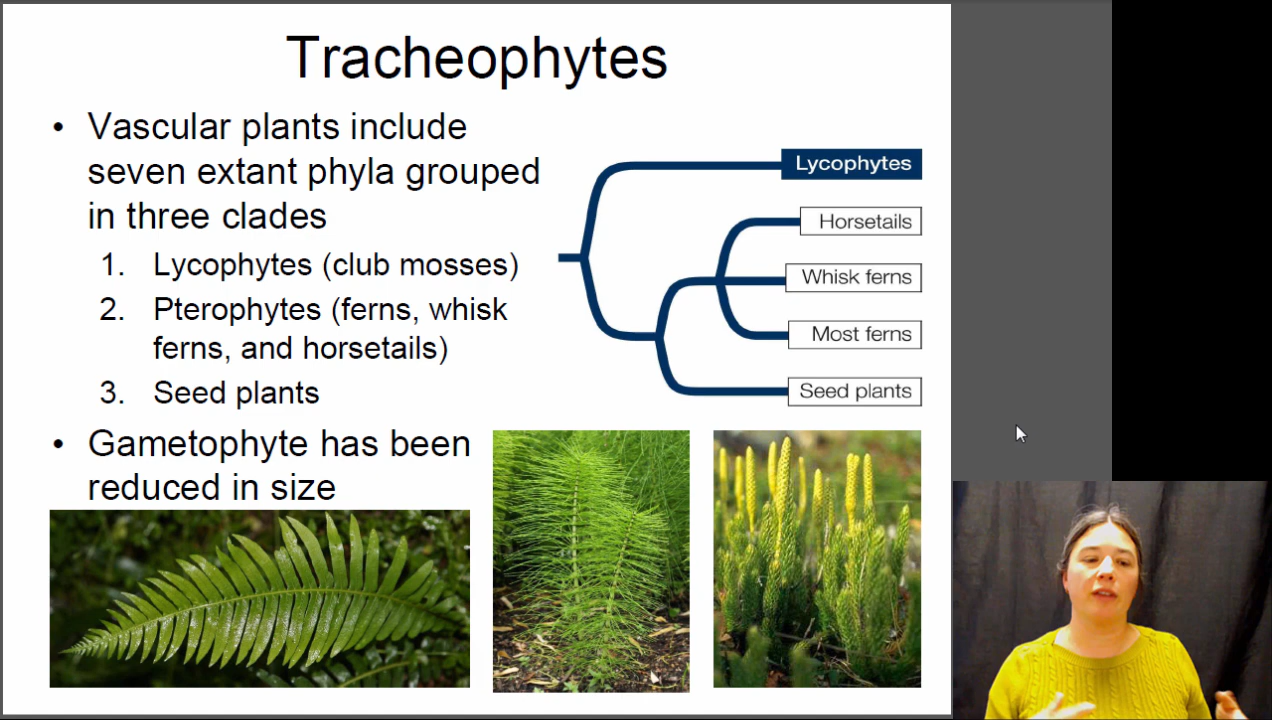 Tracheophytes
• Vascular plants include
seven extant phyla grouped
in three clades
1. Lycophytes (club mosses)
2. Pterophytes (ferns, whisk
ferns, and horsetails)
3. Seed plants
• Gametophyte has been
reduced in size
Lycophytes
Horsetails
Whisk ferns
Most ferns
Seed plants